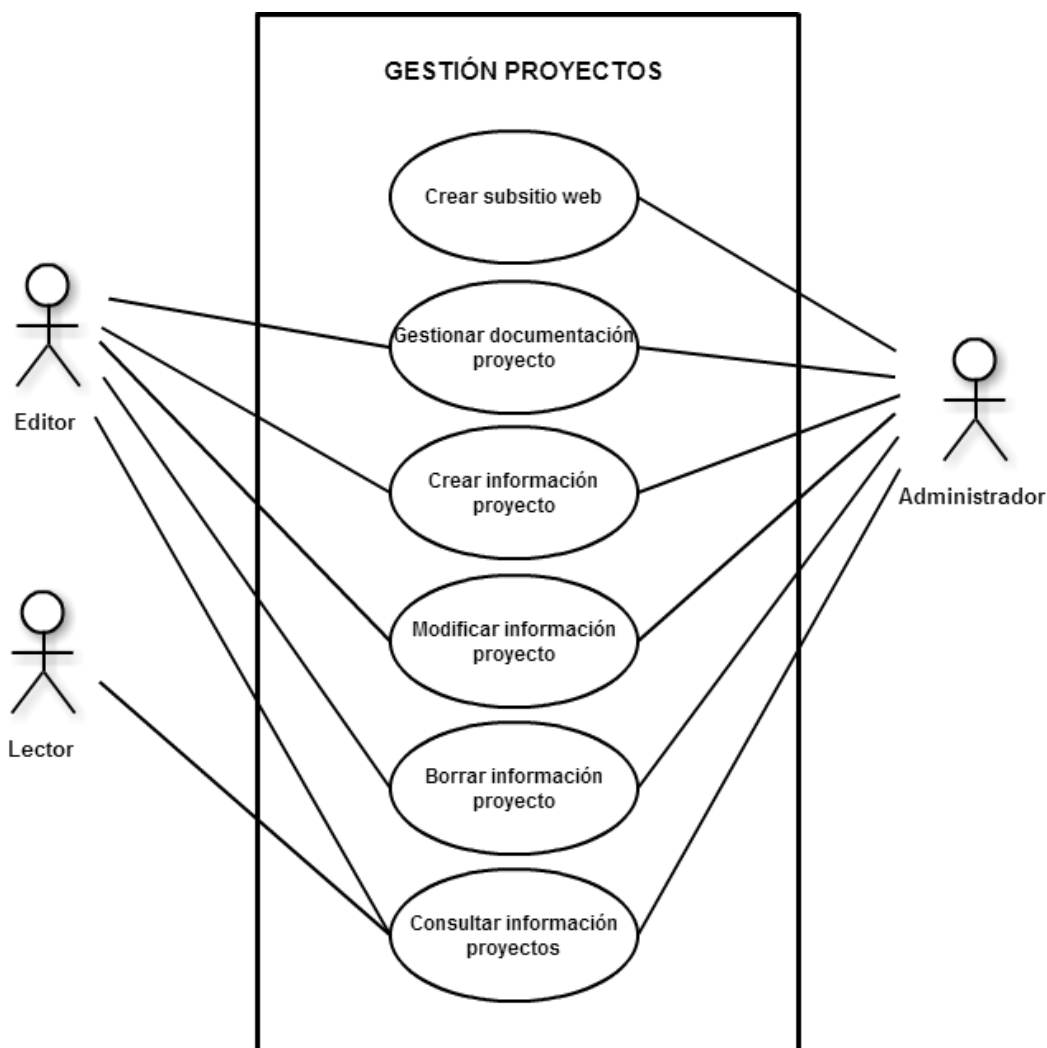 GESTIÓN PROYECTOS
Crear subsitio web
Gestionar documentación
proyecto
Editor
Crear información
proyecto
Administrador
Modificar información
proyecto
Lector
Borrar información
proyecto
Consultar información
proyectos